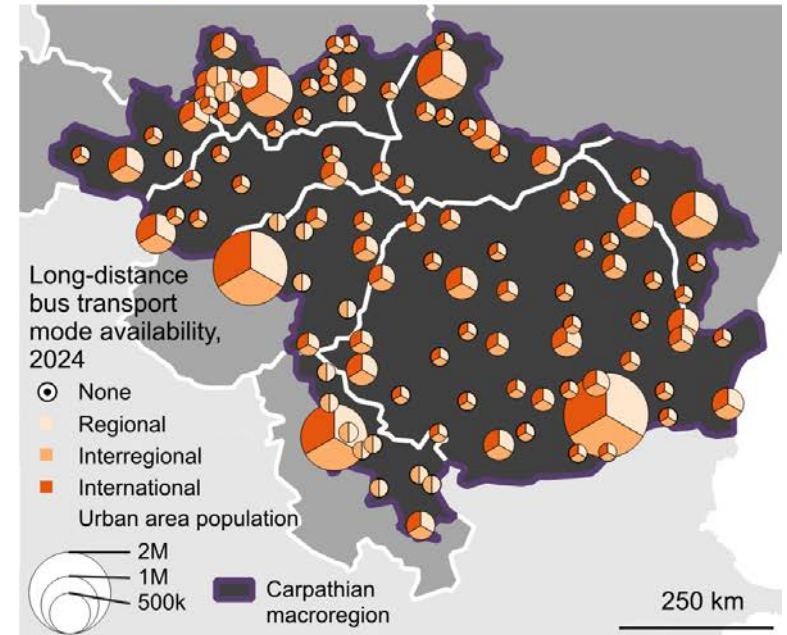 Long-distance
bus transport
mode availability,
2024
None
Regional
Interregional
International
Urban area population
2M
1M
500k
Carpathian
macroregion
250 km